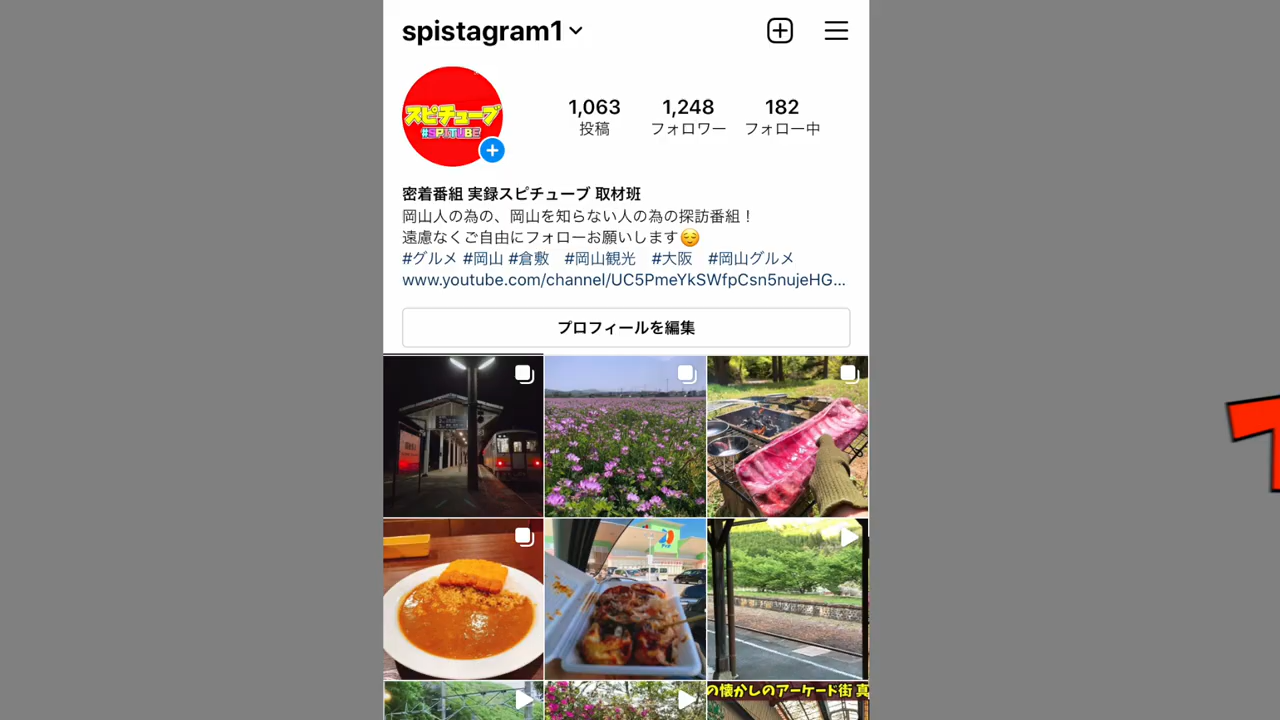 spistagram1
スピチューブ
#SPITUBE
1,063
投稿
1,248
フォロワー
182
フォロー中
密着番組 実録スピチューブ 取材班
岡山人の為の、岡山を知らない人の為の探訪番組！
遠慮なくご自由にフォローお願いします😌
#グルメ #岡山 #倉敷　#岡山観光　#大阪　#岡山グルメ
www.youtube.com/channel/UC5PmeYkSWfpCsn5nujeHG...
プロフィールを編集
の懐かしのアーケード街 真